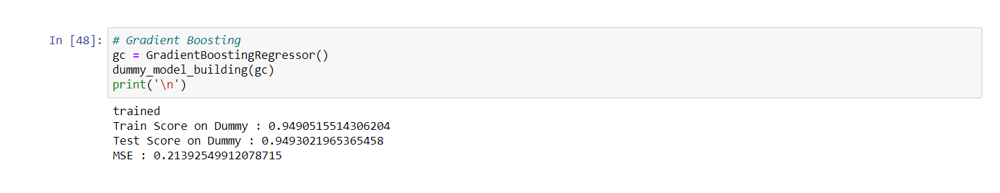 In [48]: # Gradient Boosting
gc = GradientBoostingRegressor()
dummy_model_building(gc)
print('\n')
trained
Train Score on Dummy : 0.9490515514306204
Test Score on Dummy : 0.9493021965365458
MSE : 0.21392549912078715